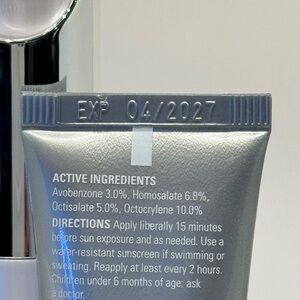 EXP 04/2027
ACTIVE INGREDIENTS
Avobenzone 3.0%, Homosalate 6.8%,
Octisalate 5.0%, Octocrylene 10.0%
DIRECTIONS Apply liberally 15 minutes
before sun exposure and as needed. Use a
water-resistant sunscreen if swimming or
sweating. Reapply at least every 2 hours.
Children under 6 months of age: ask
a doctor.